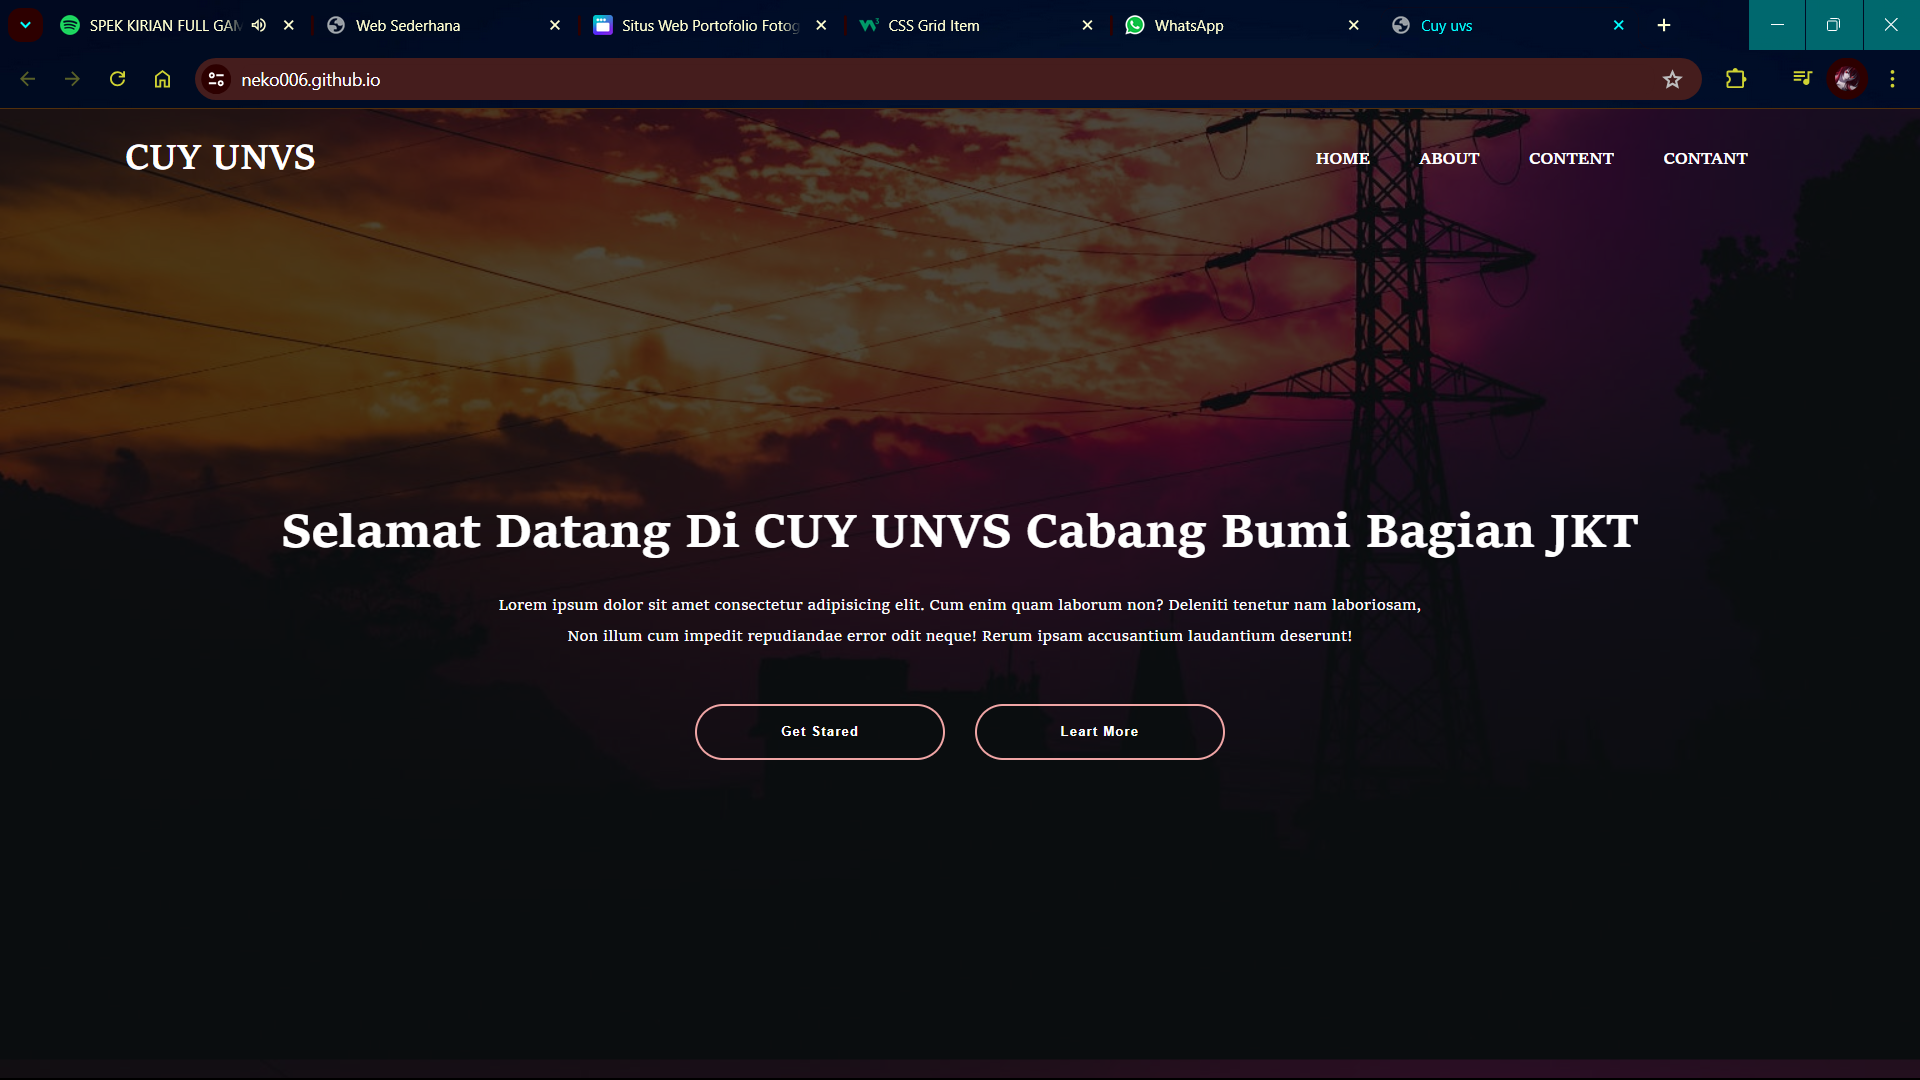 SPEK KIRIAN FULL GAM
Web Sederhana
Situs Web Portofolio Fotog
CSS Grid Item
WhatsApp
Cuy uvs
neko006.github.io
CUY UNVS
HOME
ABOUT
CONTENT
CONTANT
Selamat Datang Di CUY UNVS Cabang Bumi Bagian JKT
Lorem ipsum dolor sit amet consectetur adipisicing elit. Cum enim quam laborum non? Deleniti tenetur nam laboriosam,
Non illum cum impedit repudiandae error odit neque! Rerum ipsam accusantium laudantium deserunt!
Get Stared
Leart More